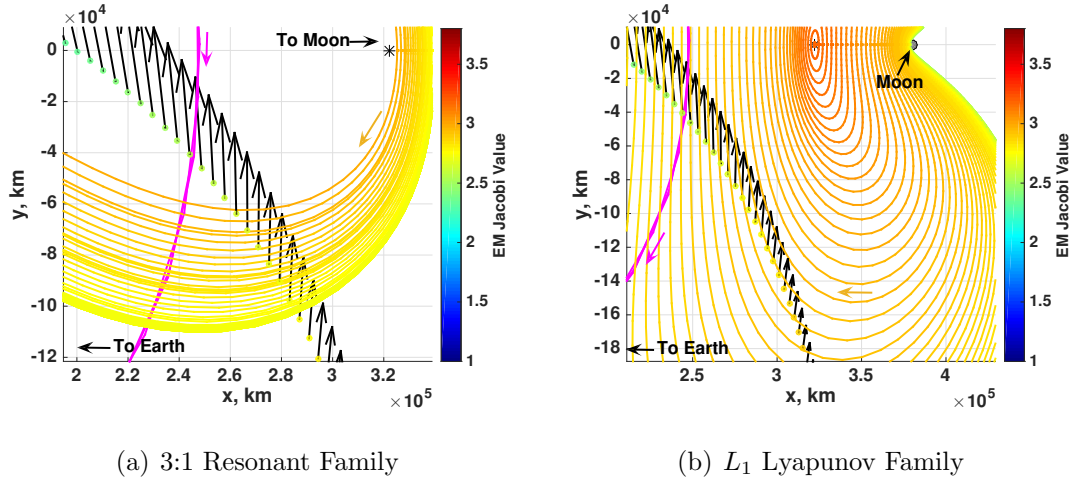 × 10⁴
0
-2
-4
-6
-8
-10
-12
y, km
To Moon
To Earth
2 2.2 2.4 2.6 2.8 3 3.2
x, km
× 10⁵
3.5
3
2.5
2
1.5
1
EM Jacobi Value
(a) 3:1 Resonant Family
× 10⁴
0
-2
-4
-6
-8
-10
-12
-14
-16
-18
y, km
Moon
To Earth
2.5 3 3.5 4
x, km
× 10⁵
3.5
3
2.5
2
1.5
1
EM Jacobi Value
(b) L₁ Lyapunov Family